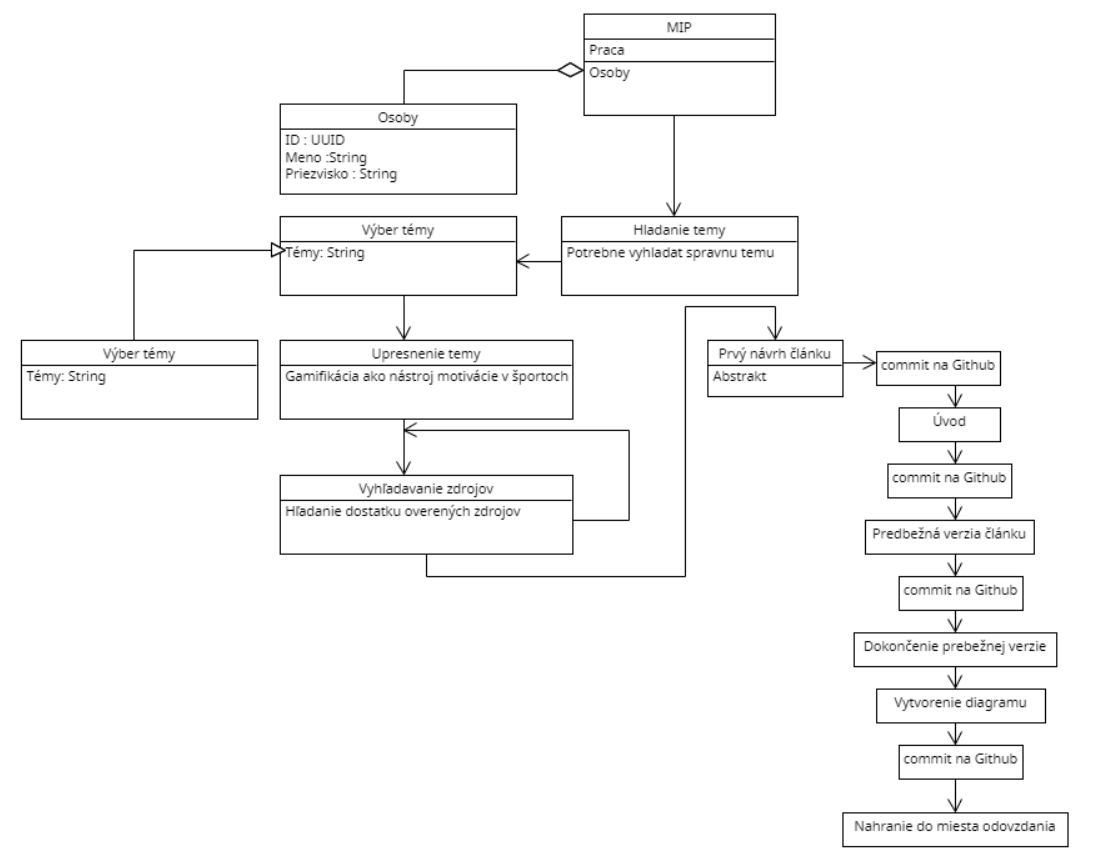 MIP
Praca
Osoby
Osoby
ID : UUID
Meno :String
Priezvisko : String
Výber témy
Témy: String
Hladanie temy
Potrebne vyhladat spravnu temu
Výber témy
Témy: String
Upresnenie temy
Gamifikácia ako nástroj motivácie v športoch
Vyhľadavanie zdrojov
Hľadanie dostatku overených zdrojov
Prvý návrh článku
Abstrakt
commit na Github
Úvod
commit na Github
Predbežná verzia článku
commit na Github
Dokončenie prebežnej verzie
Vytvorenie diagramu
commit na Github
Nahranie do miesta odovzdania